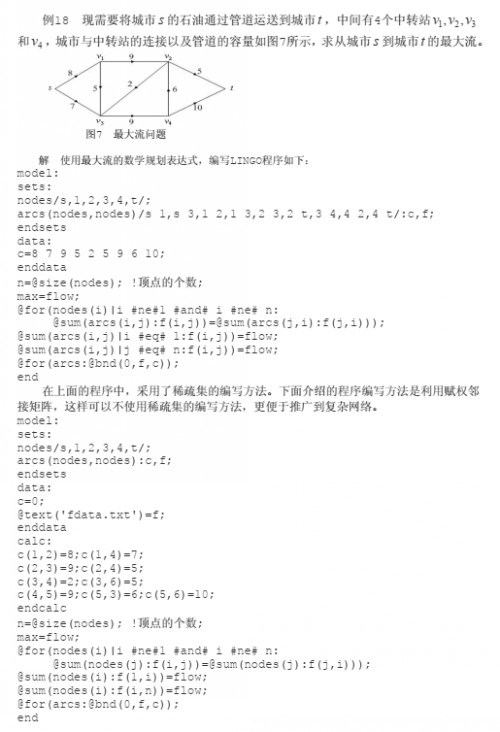 例18 现需要将城市s的石油通过管道运送到城市t，中间有4个中转站v1,v2,v3
和v4，城市与中转站的连接以及管道的容量如图7所示，求从城市s到城市t的最大流。
v1 9 v2
8 5
s 5 2 6 t
7 10
v3 9 v4
图7 最大流问题
解 使用最大流的数学规划表达式，编写LINGO程序如下：
model:
sets:
nodes/s,1,2,3,4,t/;
arcs(nodes,nodes)/s 1,s 3,1 2,1 3,2 3,2 t,3 4,4 2,4 t/:c,f;
endsets
data:
c=8 7 9 5 2 5 9 6 10;
enddata
n=@size(nodes); !顶点的个数;
max=flow;
@for(nodes(i)|i #ne#1 #and# i #ne# n:
@sum(arcs(i,j):f(i,j))=@sum(arcs(j,i):f(j,i)));
@sum(arcs(i,j)|i #eq# 1:f(i,j))=flow;
@sum(arcs(i,j)|j #eq# n:f(i,j))=flow;
@for(arcs:@bnd(0,f,c));
end
在上面的程序中，采用了稀疏集的编写方法。下面介绍的程序编写方法是利用赋权邻
接矩阵，这样可以不使用稀疏集的编写方法，更便于推广到复杂网络。
model:
sets:
nodes/s,1,2,3,4,t/;
arcs(nodes,nodes):c,f;
endsets
data:
c=0;
@text('fdata.txt')=f;
enddata
calc:
c(1,2)=8;c(1,4)=7;
c(2,3)=9;c(2,4)=5;
c(3,4)=2;c(3,6)=5;
c(4,5)=9;c(5,3)=6;c(5,6)=10;
endcalc
n=@size(nodes); !顶点的个数;
max=flow;
@for(nodes(i)|i #ne#1 #and# i #ne# n:
@sum(nodes(j):f(i,j))=@sum(nodes(j):f(j,i)));
@sum(nodes(i):f(1,i))=flow;
@sum(nodes(i):f(i,n))=flow;
@for(arcs:@bnd(0,f,c));
end